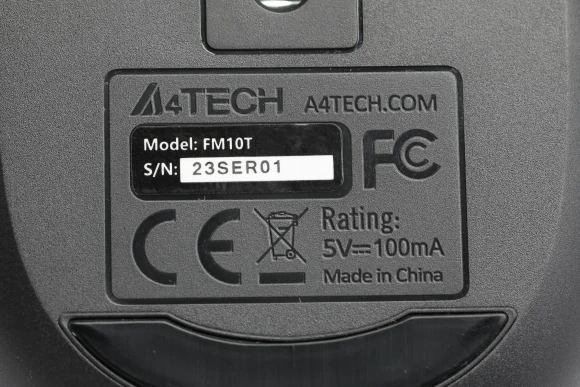 A4TECH A4TECH.COM
Model: FM10T
S/N: 23SER01
FC
CE
Rating:
5V⎓100mA
Made in China